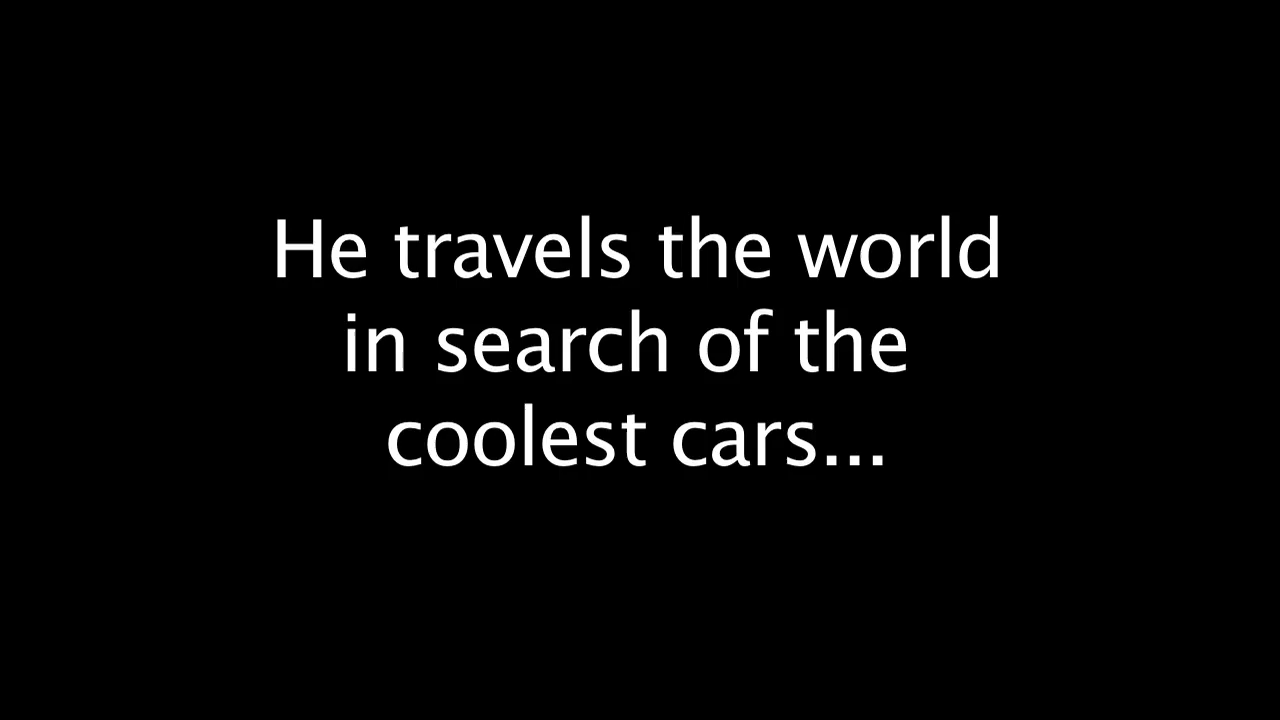 He travels the world
in search of the
coolest cars...